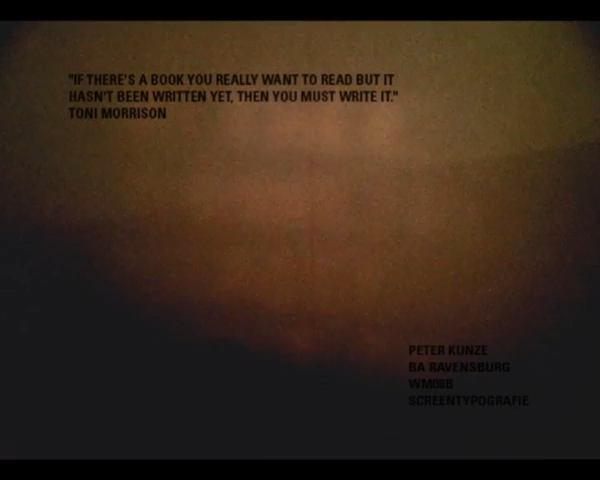 "IF THERE'S A BOOK YOU REALLY WANT TO READ BUT IT
HASN'T BEEN WRITTEN YET, THEN YOU MUST WRITE IT."
TONI MORRISON
PETER KUNZE
BA RAVENSBURG
WM08B
SCREENTYPOGRAFIE